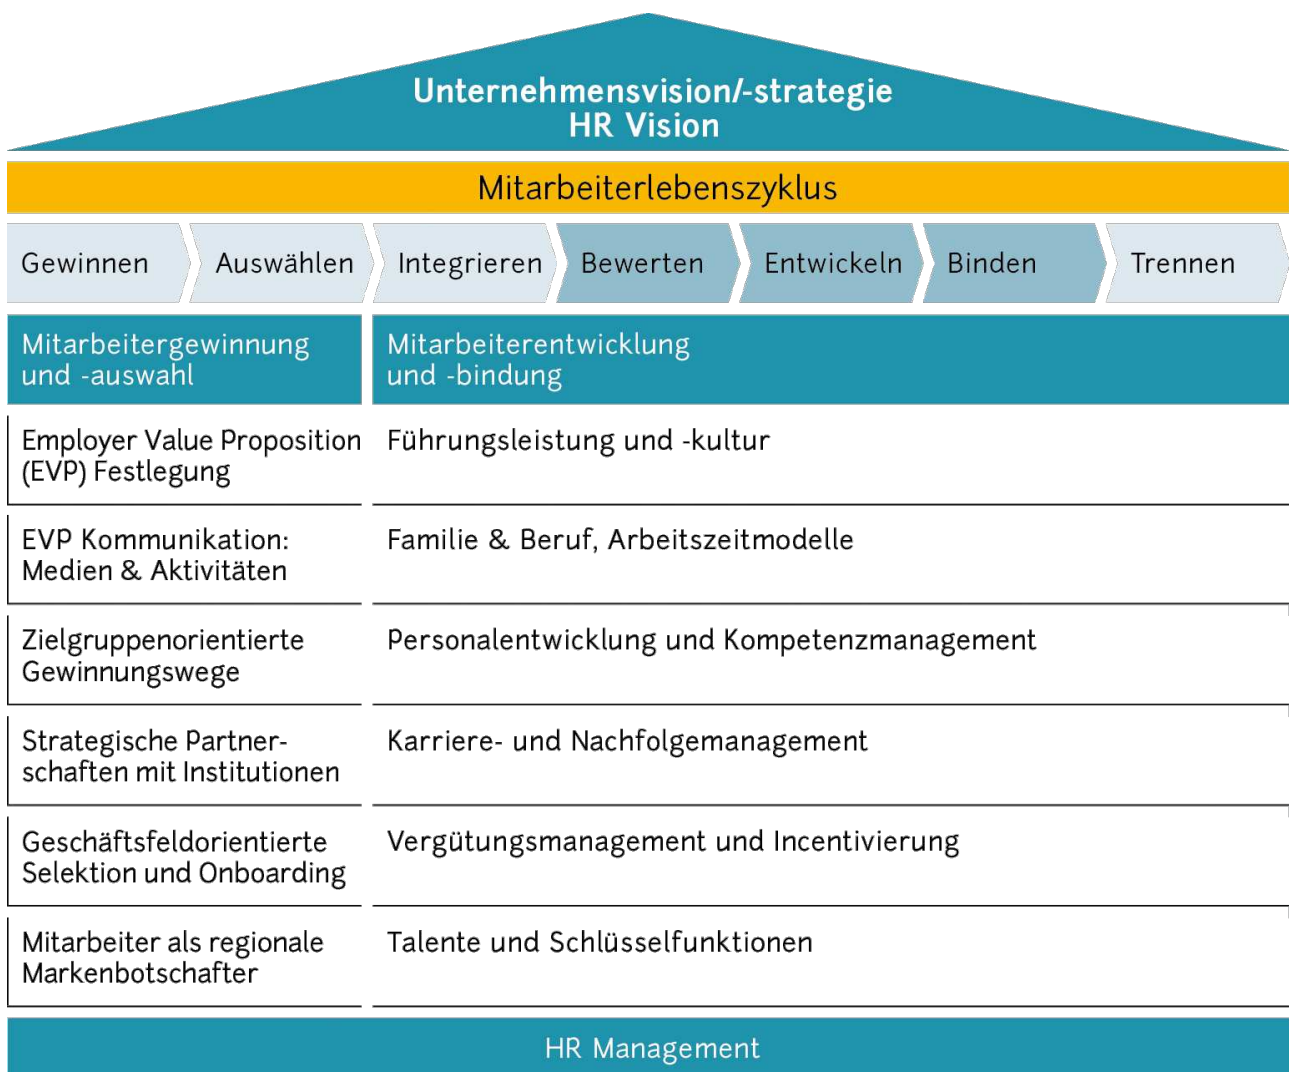 Unternehmensvision/-strategie
HR Vision
Mitarbeiterlebenszyklus
Gewinnen
Auswählen
Integrieren
Bewerten
Entwickeln
Binden
Trennen
Mitarbeitergewinnung
und -auswahl
Mitarbeiterentwicklung
und -bindung
Employer Value Proposition
(EVP) Festlegung
Führungsleistung und -kultur
EVP Kommunikation:
Medien & Aktivitäten
Familie & Beruf, Arbeitszeitmodelle
Zielgruppenorientierte
Gewinnungswege
Personalentwicklung und Kompetenzmanagement
Strategische Partner-
schaften mit Institutionen
Karriere- und Nachfolgemanagement
Geschäftsfeldorientierte
Selektion und Onboarding
Vergütungsmanagement und Incentivierung
Mitarbeiter als regionale
Markenbotschafter
Talente und Schlüsselfunktionen
HR Management